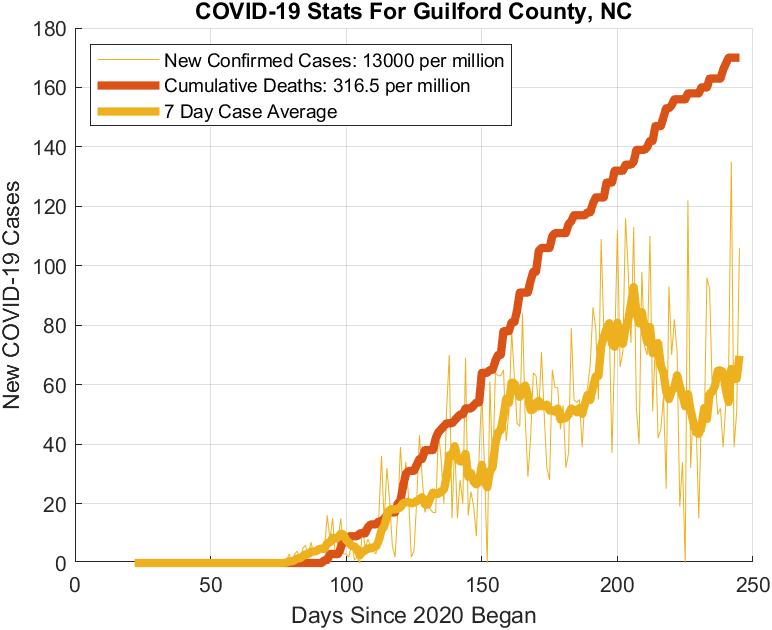 COVID-19 Stats For Guilford County, NC
New Confirmed Cases: 13000 per million
Cumulative Deaths: 316.5 per million
7 Day Case Average
New COVID-19 Cases
180
160
140
120
100
80
60
40
20
0
0 50 100 150 200 250
Days Since 2020 Began